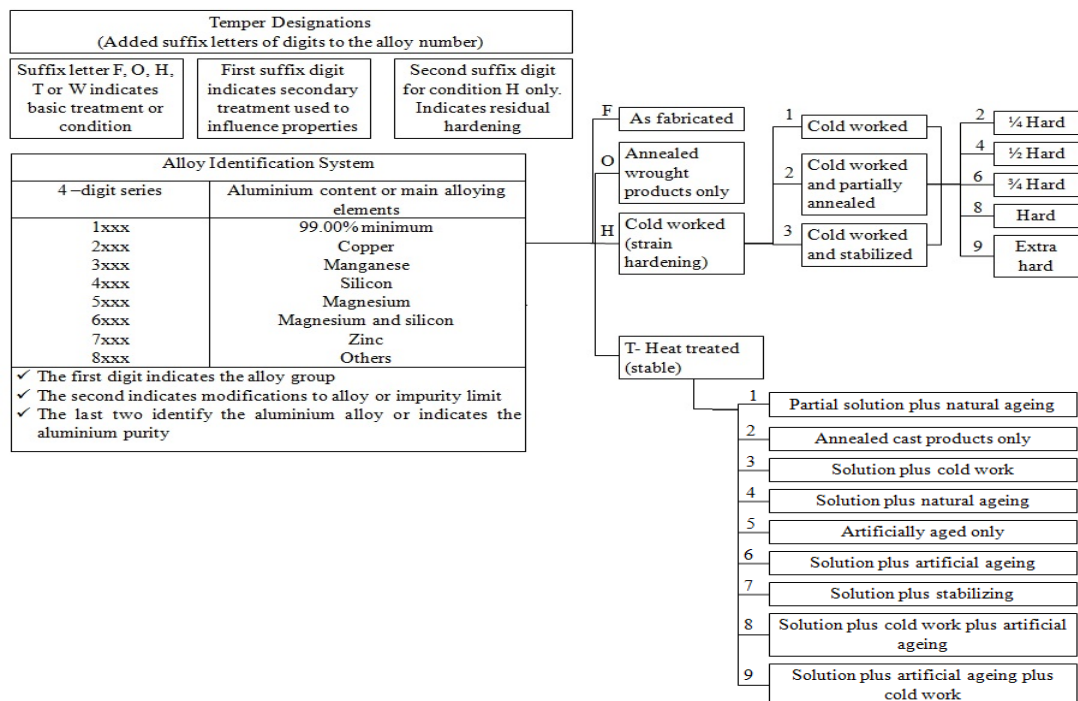 Temper Designations
(Added suffix letters of digits to the alloy number)
Suffix letter F, O, H,
T or W indicates
basic treatment or
condition
First suffix digit
indicates secondary
treatment used to
influence properties
Second suffix digit
for condition H only.
Indicates residual
hardening
Alloy Identification System
4 –digit series
Aluminium content or main alloying
elements
1xxx
99.00% minimum
2xxx
Copper
3xxx
Manganese
4xxx
Silicon
5xxx
Magnesium
6xxx
Magnesium and silicon
7xxx
Zinc
8xxx
Others
✓ The first digit indicates the alloy group
✓ The second indicates modifications to alloy or impurity limit
✓ The last two identify the aluminium alloy or indicates the
aluminium purity
F
As fabricated
O
Annealed
wrought
products only
H
Cold worked
(strain
hardening)
1
Cold worked
2
Cold worked
and partially
annealed
3
Cold worked
and stabilized
2
¼ Hard
4
½ Hard
6
¾ Hard
8
Hard
9
Extra
hard
T- Heat treated
(stable)
1
Partial solution plus natural ageing
2
Annealed cast products only
3
Solution plus cold work
4
Solution plus natural ageing
5
Artificially aged only
6
Solution plus artificial ageing
7
Solution plus stabilizing
8
Solution plus cold work plus artificial
ageing
9
Solution plus artificial ageing plus
cold work